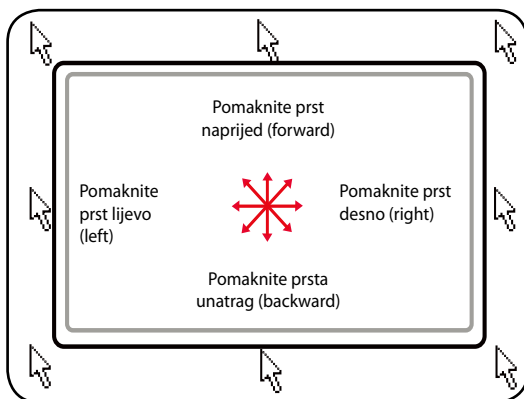 Pomaknite prst
naprijed (forward)
Pomaknite
prst lijevo
(left)
Pomaknite prst
desno (right)
Pomaknite prsta
unatrag (backward)